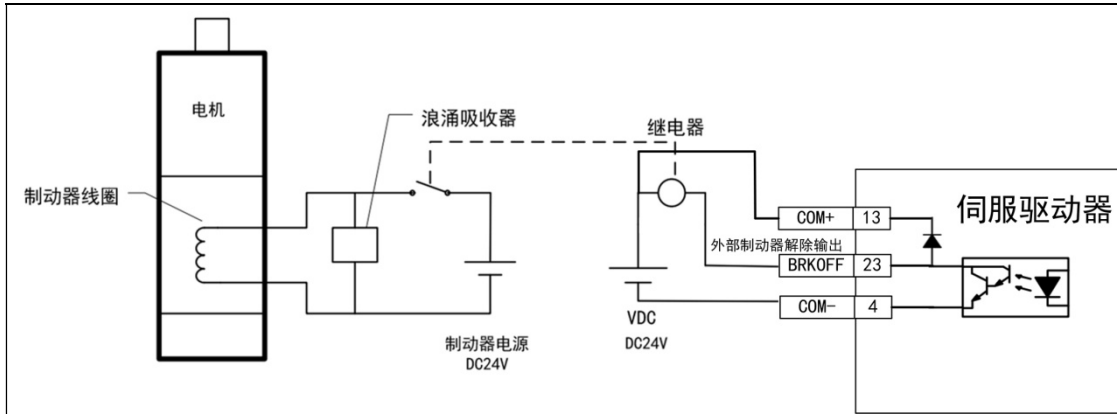 电机
浪涌吸收器
继电器
制动器线圈
伺服驱动器
COM+ 13
外部制动器解除输出
BRKOFF 23
COM- 4
VDC
DC24V
制动器电源
DC24V